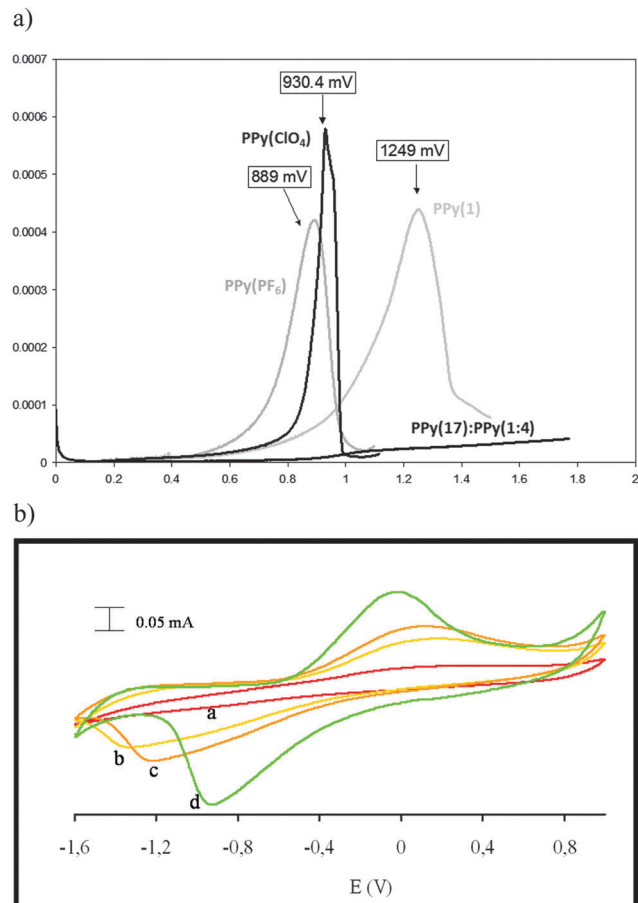 a)
0.0007
0.0006
0.0005
0.0004
0.0003
0.0002
0.0001
0
930.4 mV
PPy(ClO₄)
1249 mV
889 mV
PPy(1)
PPy(PF₆)
PPy(17):PPy(1:4)
0 0.2 0.4 0.6 0.8 1 1.2 1.4 1.6 1.8 2
b)
0.05 mA
a
b
c
d
-1,6 -1,2 -0,8 -0,4 0 0,4 0,8
E (V)